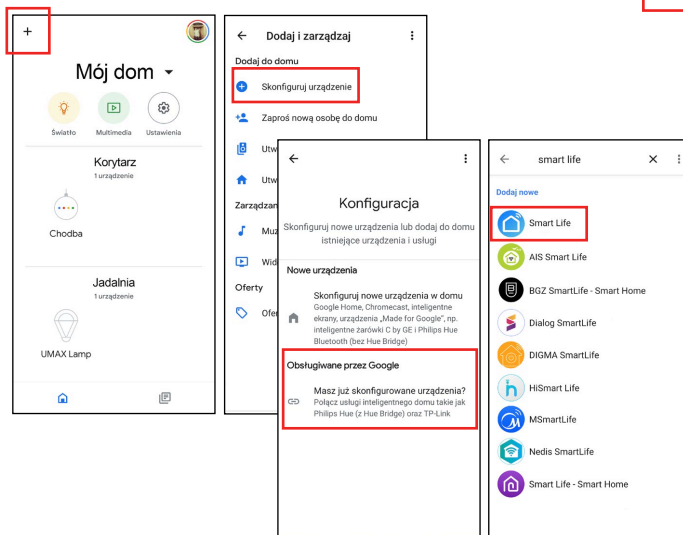 +
Mój dom
Światło
Multimedia
Ustawienia
Korytarz
1 urządzenie
Chodba
Jadalnia
1 urządzenie
UMAX Lamp
Dodaj i zarządzaj
Dodaj do domu
Skonfiguruj urządzenie
Zaproś nową osobę do domu
Utw
Utw
Zarządzan
Muz
Wid
Oferty
Ofer
Konfiguracja
Skonfiguruj nowe urządzenia lub dodaj do domu
istniejące urządzenia i usługi
Nowe urządzenia
Skonfiguruj nowe urządzenia w domu
Google Home, Chromecast, inteligentne
ekrany, urządzenia „Made for Google”, np.
inteligentne żarówki C by GE i Philips Hue
Bluetooth (bez Hue Bridge)
Obsługiwane przez Google
Masz już skonfigurowane urządzenia?
Połącz usługi inteligentnego domu takie jak
Philips Hue (z Hue Bridge) oraz TP-Link
smart life
Dodaj nowe
Smart Life
AIS Smart Life
BGZ SmartLife - Smart Home
Dialog SmartLife
DIGMA SmartLife
HiSmart Life
MSmartLife
Nedis SmartLife
Smart Life - Smart Home